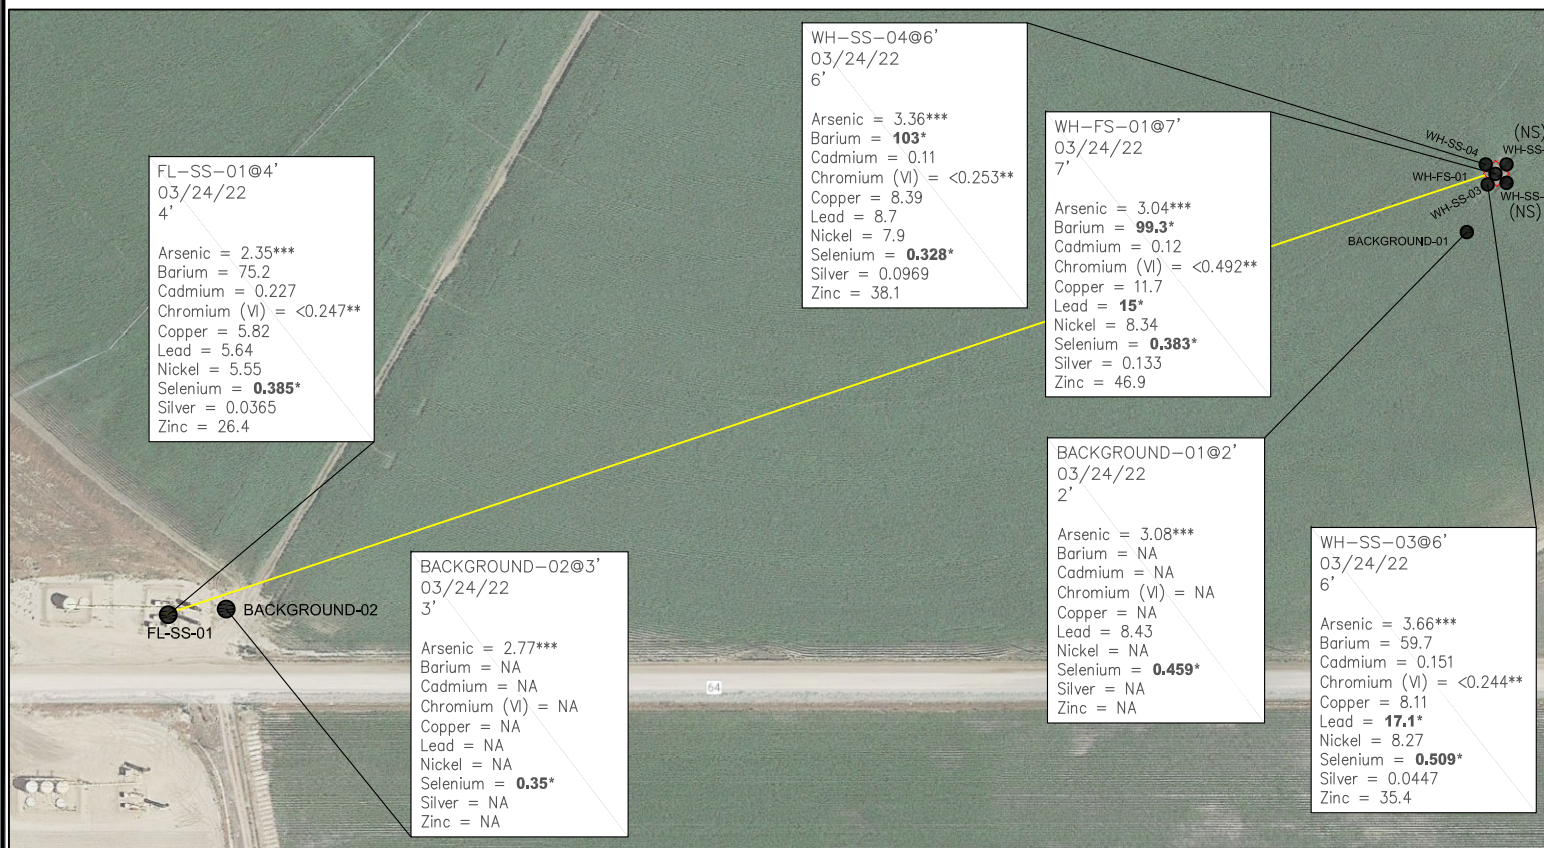 FL-SS-01@4'
03/24/22
4'
Arsenic = 2.35***
Barium = 75.2
Cadmium = 0.227
Chromium (VI) = <0.247**
Copper = 5.82
Lead = 5.64
Nickel = 5.55
Selenium = 0.385*
Silver = 0.0365
Zinc = 26.4
WH-SS-04@6'
03/24/22
6'
Arsenic = 3.36***
Barium = 103*
Cadmium = 0.11
Chromium (VI) = <0.253**
Copper = 8.39
Lead = 8.7
Nickel = 7.9
Selenium = 0.328*
Silver = 0.0969
Zinc = 38.1
WH-FS-01@7'
03/24/22
7'
Arsenic = 3.04***
Barium = 99.3*
Cadmium = 0.12
Chromium (VI) = <0.492**
Copper = 11.7
Lead = 15*
Nickel = 8.34
Selenium = 0.383*
Silver = 0.133
Zinc = 46.9
(NS)
WH-SS-04
WH-SS-
WH-FS-01
WH-SS-03
WH-SS-
(NS)
BACKGROUND-01
BACKGROUND-01@2'
03/24/22
2'
Arsenic = 3.08***
Barium = NA
Cadmium = NA
Chromium (VI) = NA
Copper = NA
Lead = 8.43
Nickel = NA
Selenium = 0.459*
Silver = NA
Zinc = NA
WH-SS-03@6'
03/24/22
6'
Arsenic = 3.66***
Barium = 59.7
Cadmium = 0.151
Chromium (VI) = <0.244**
Copper = 8.11
Lead = 17.1*
Nickel = 8.27
Selenium = 0.509*
Silver = 0.0447
Zinc = 35.4
BACKGROUND-02@3'
03/24/22
3'
Arsenic = 2.77***
Barium = NA
Cadmium = NA
Chromium (VI) = NA
Copper = NA
Lead = NA
Nickel = NA
Selenium = 0.35*
Silver = NA
Zinc = NA
BACKGROUND-02
FL-SS-01
64